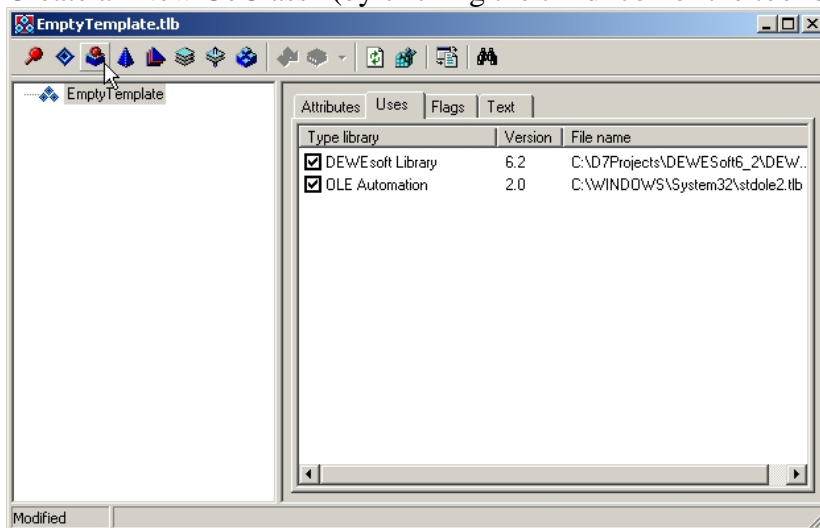 EmptyTemplate.tlb
EmptyTemplate
Attributes Uses Flags Text
Type library Version File name
DEWEsoft Library 6.2 C:\D7Projects\DEWESoft6_2\DEW..
OLE Automation 2.0 C:\WINDOWS\System32\stdole2.tlb
Modified